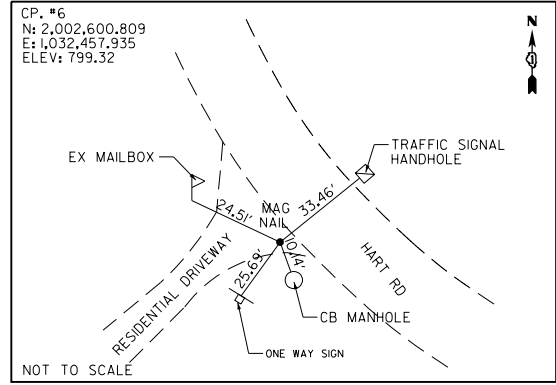 CP. #6
N: 2,002,600.809
E: 1,032,457.935
ELEV: 799.32
N
TRAFFIC SIGNAL
HANDHOLE
EX MAILBOX
24.51'
MAG
NAIL
33.46'
10.14'
25.69'
RESIDENTIAL DRIVEWAY
HART RD
CB MANHOLE
ONE WAY SIGN
NOT TO SCALE